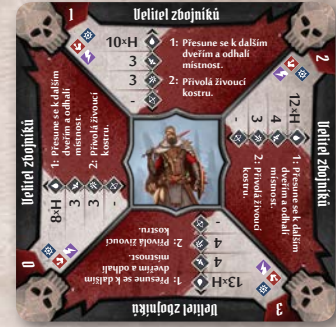 1
Velitel zbojníků
10×H
3
3
-
1: Přesune se k dalším
dveřím a odhalí
místnost.
2: Přivolá živoucí
kostru.
2
Velitel zbojníků
12×H
4
3
-
1: Přesune se k dalším
dveřím a odhalí
místnost.
2: Přivolá živoucí
kostru.
3
Velitel zbojníků
13×H
4
4
-
1: Přesune se k dalším
dveřím a odhalí
místnost.
2: Přivolá živoucí
kostru.
0
Velitel zbojníků
8×H
3
3
-
1: Přesune se k dalším
dveřím a odhalí
místnost.
2: Přivolá živoucí
kostru.